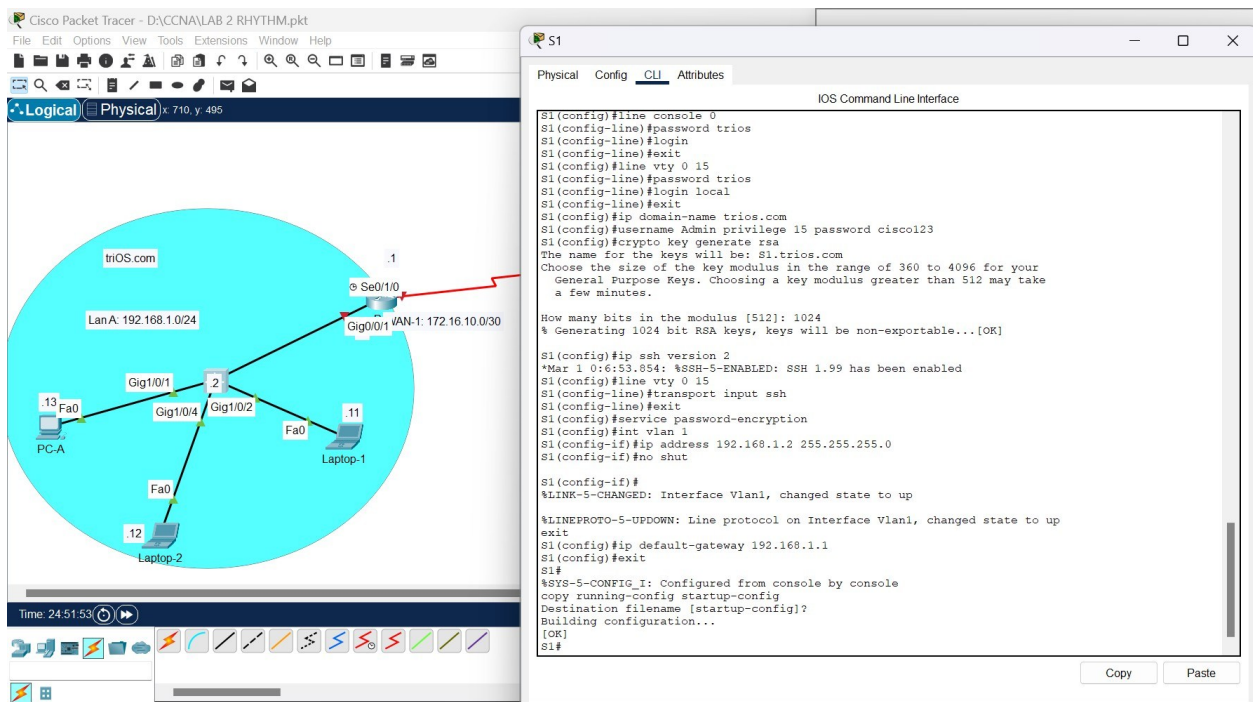 Cisco Packet Tracer - D:\CCNA\LAB 2 RHYTHM.pkt
File Edit Options View Tools Extensions Window Help
Logical Physical x: 710, y: 495
triOS.com
.1
Se0/1/0
Lan A: 192.168.1.0/24
Gig0/0/1
WAN-1: 172.16.10.0/30
Gig1/0/1
.2
.13
Fa0
Gig1/0/4
Gig1/0/2
.11
Fa0
PC-A
Laptop-1
Fa0
.12
Laptop-2
Time: 24:51:53
S1
Physical Config CLI Attributes
IOS Command Line Interface
S1(config)#line console 0
S1(config-line)#password trios
S1(config-line)#login
S1(config-line)#exit
S1(config)#line vty 0 15
S1(config-line)#password trios
S1(config-line)#login local
S1(config-line)#exit
S1(config)#ip domain-name trios.com
S1(config)#username Admin privilege 15 password cisco123
S1(config)#crypto key generate rsa
The name for the keys will be: S1.trios.com
Choose the size of the key modulus in the range of 360 to 4096 for your
General Purpose Keys. Choosing a key modulus greater than 512 may take
a few minutes.
How many bits in the modulus [512]: 1024
% Generating 1024 bit RSA keys, keys will be non-exportable...[OK]
S1(config)#ip ssh version 2
*Mar 1 0:6:53.854: %SSH-5-ENABLED: SSH 1.99 has been enabled
S1(config)#line vty 0 15
S1(config-line)#transport input ssh
S1(config-line)#exit
S1(config)#service password-encryption
S1(config)#int vlan 1
S1(config-if)#ip address 192.168.1.2 255.255.255.0
S1(config-if)#no shut
S1(config-if)#
%LINK-5-CHANGED: Interface Vlan1, changed state to up
%LINEPROTO-5-UPDOWN: Line protocol on Interface Vlan1, changed state to up
exit
S1(config)#ip default-gateway 192.168.1.1
S1(config)#exit
S1#
%SYS-5-CONFIG_I: Configured from console by console
copy running-config startup-config
Destination filename [startup-config]?
Building configuration...
[OK]
S1#
Copy Paste